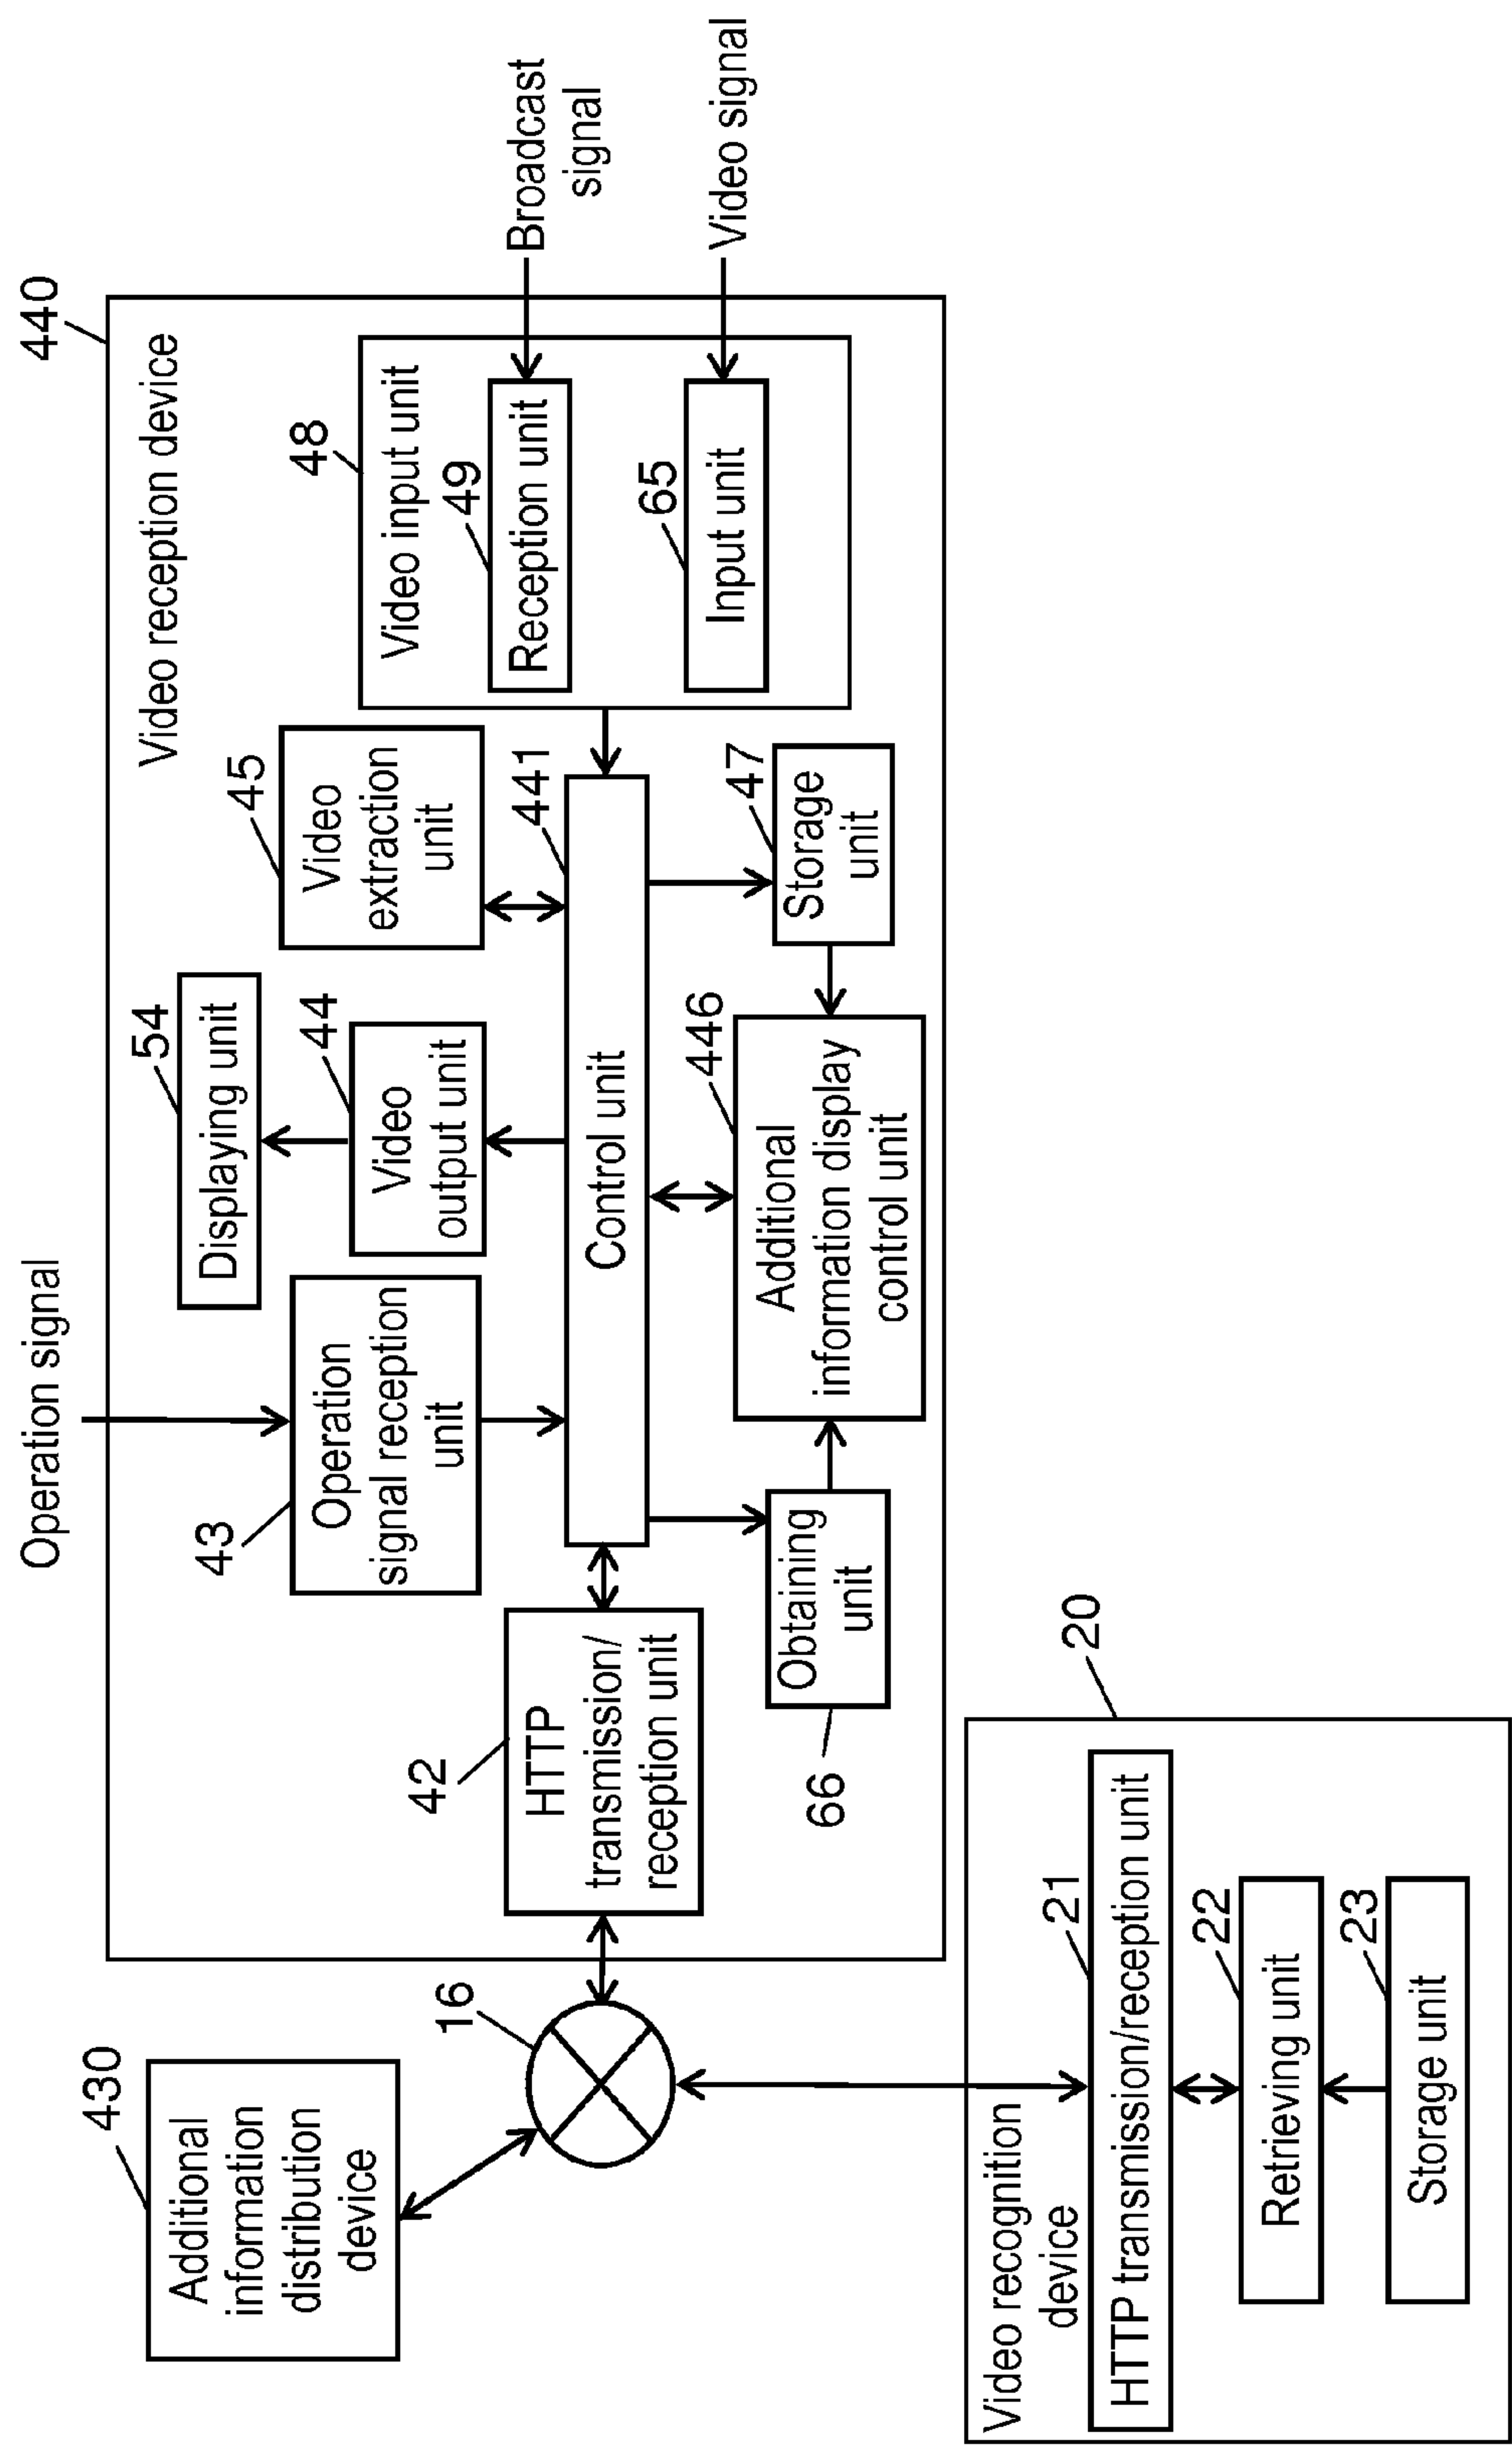 440
Video reception device
Operation signal
54
Displaying unit
43
Operation
signal reception
unit
44
Video
output unit
45
Video
extraction
unit
48
Video input unit
49
Reception unit
65
Input unit
Broadcast
signal
Video signal
430
Additional
information
distribution
device
16
42
HTTP
transmission/
reception unit
441
Control unit
66
Obtaining
unit
446
Additional
information display
control unit
47
Storage
unit
20
Video recognition
device
21
HTTP transmission/reception unit
22
Retrieving unit
23
Storage unit